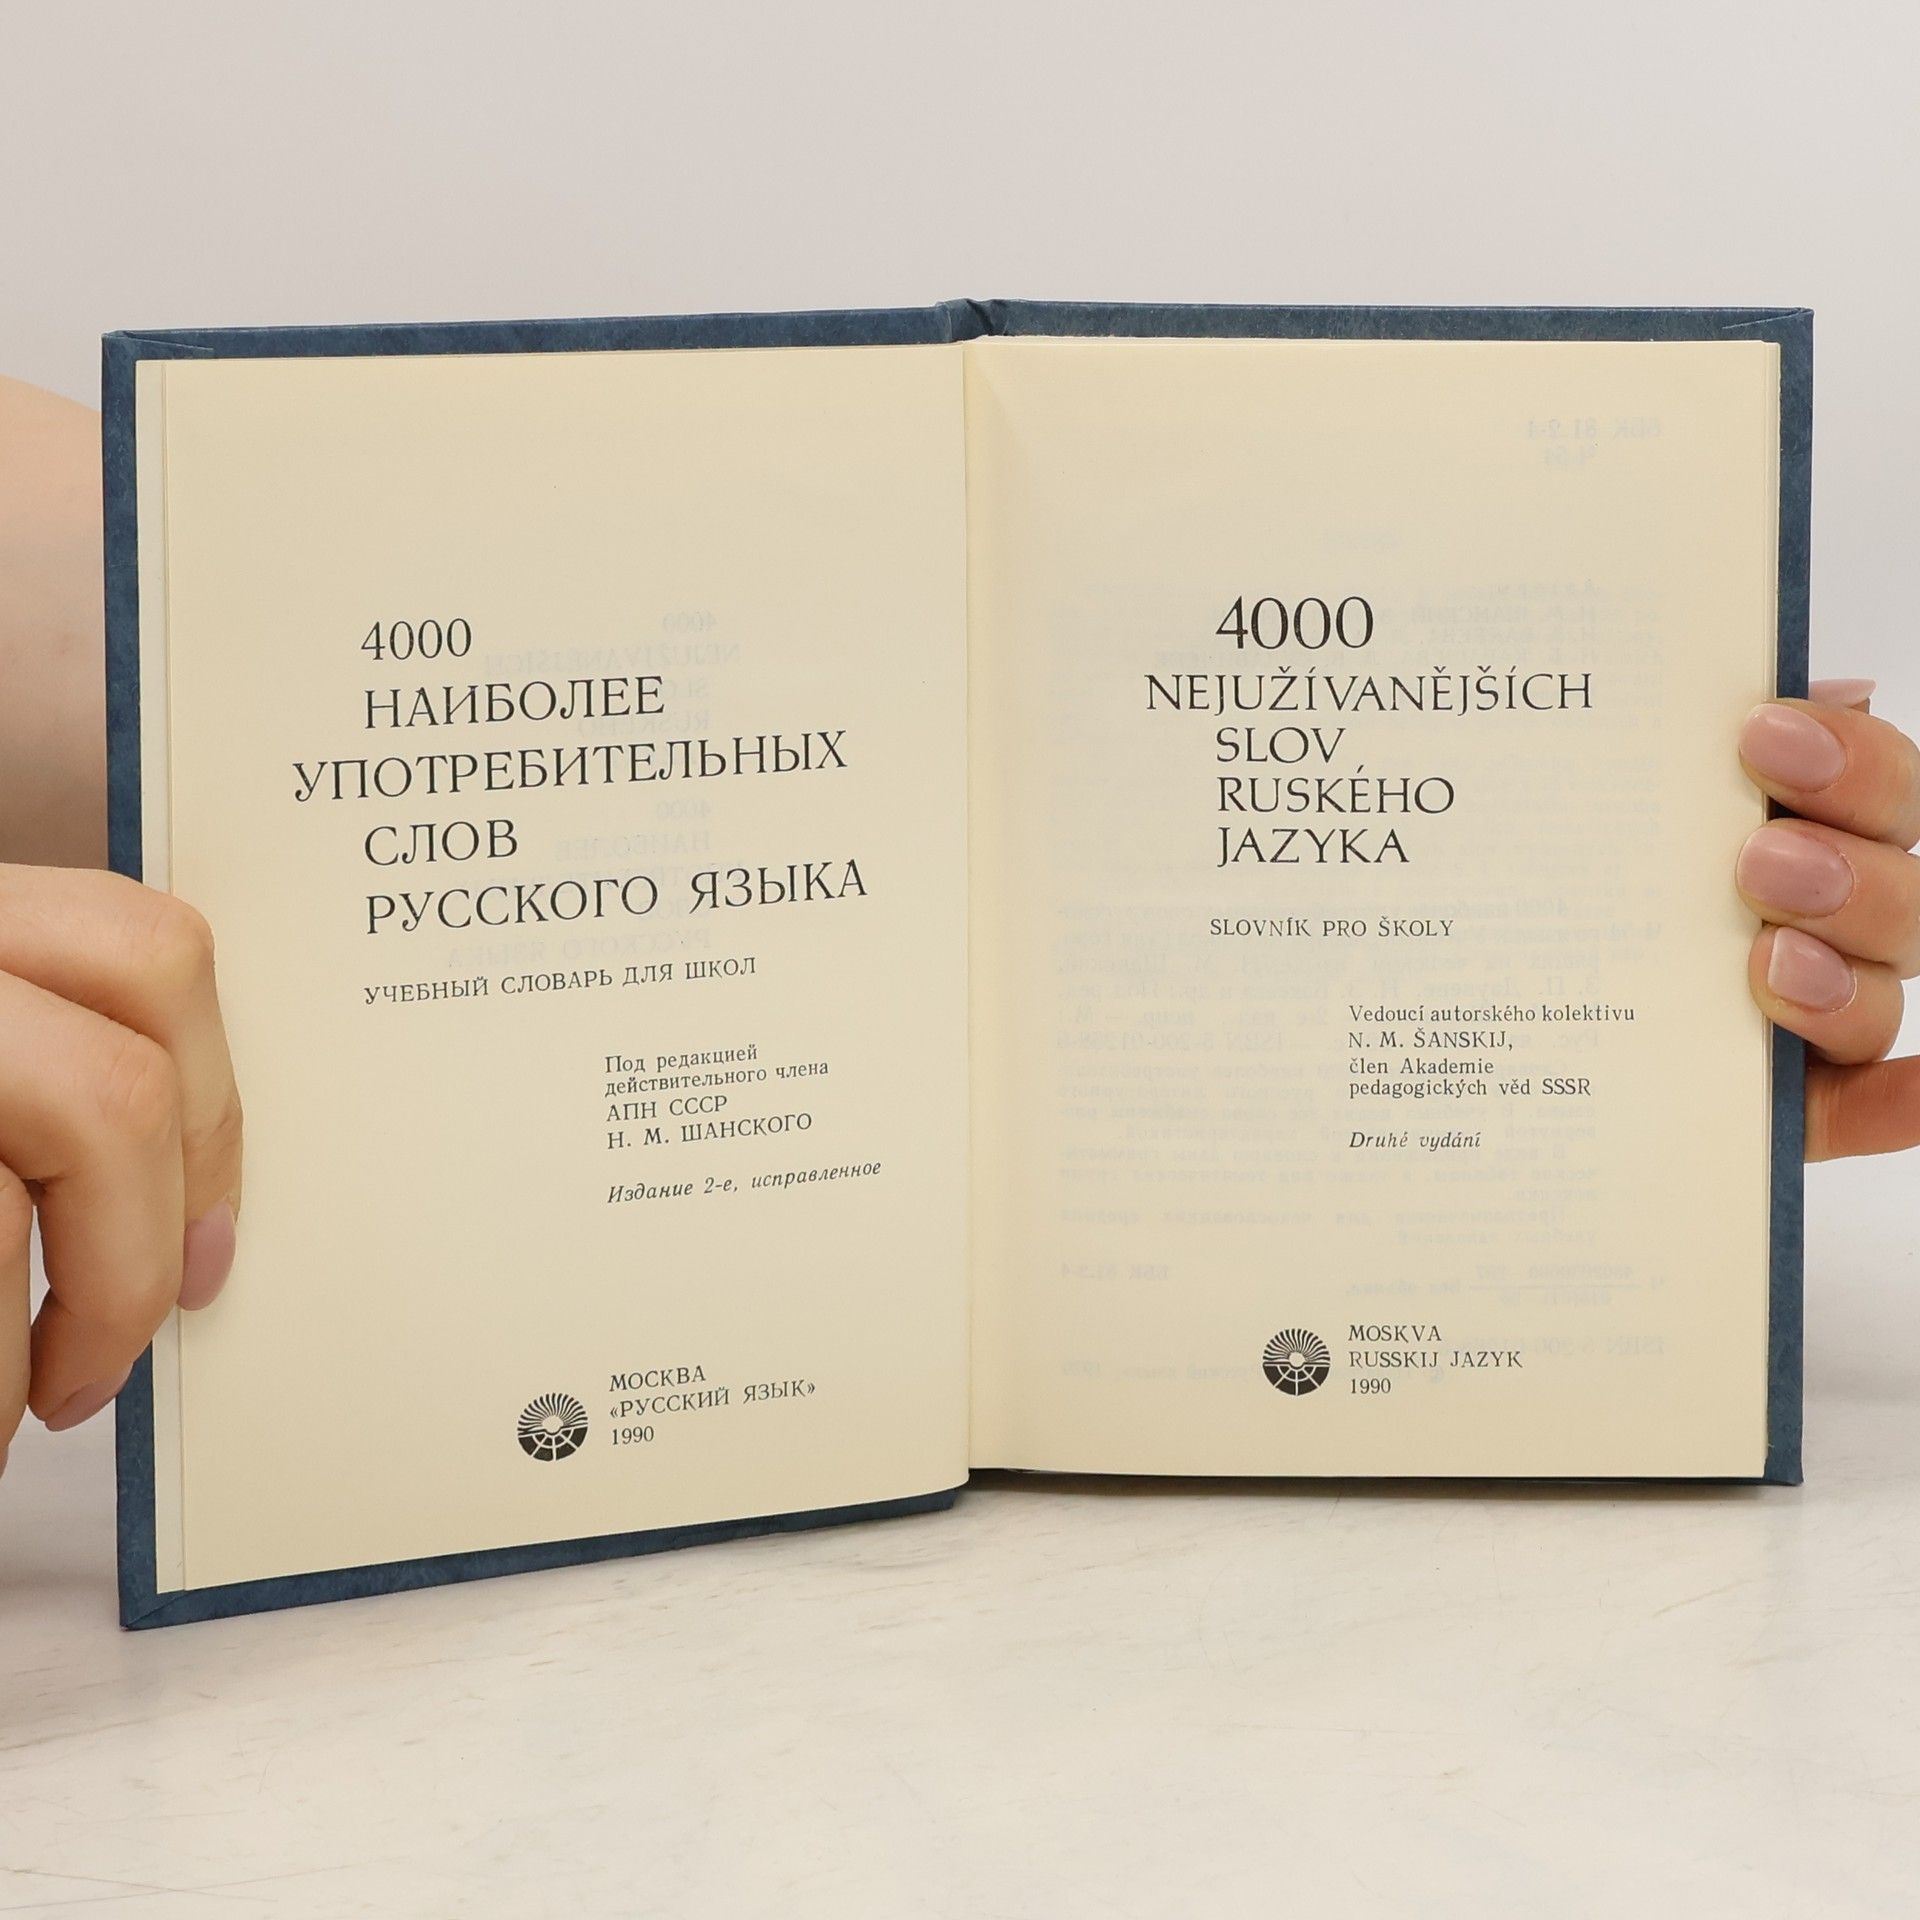 4000
НАИБОЛЕЕ
УПОТРЕБИТЕЛЬНЫХ
СЛОВ
РУССКОГО ЯЗЫКА
УЧЕБНЫЙ СЛОВАРЬ ДЛЯ ШКОЛ
Под редакцией
действительного члена
АПН СССР
Н. М. ШАНСКОГО
Издание 2-е, исправленное
МОСКВА
«РУССКИЙ ЯЗЫК»
1990
4000
NEJUŽÍVANĚJŠÍCH
SLOV
RUSKÉHO
JAZYKA
SLOVNÍK PRO ŠKOLY
Vedoucí autorského kolektivu
N. M. ŠANSKIJ,
člen Akademie
pedagogických věd SSSR
Druhé vydání
MOSKVA
RUSSKIJ JAZYK
1990